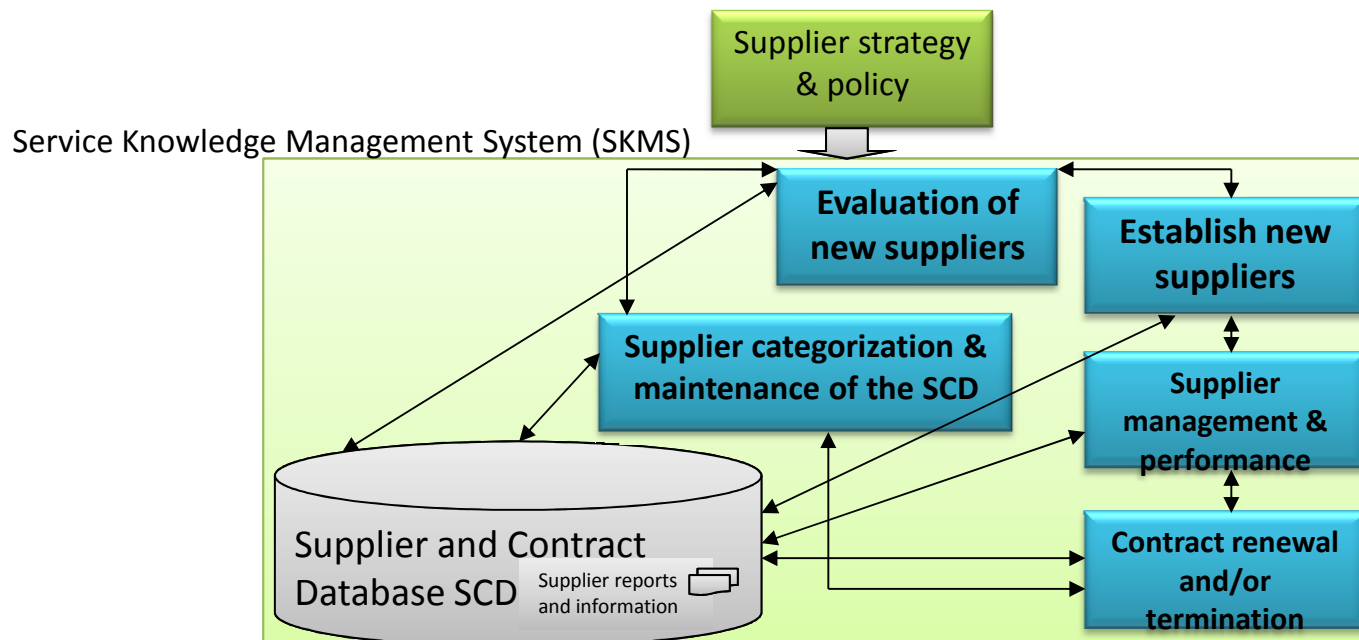 Supplier strategy
& policy
Service Knowledge Management System (SKMS)
Evaluation of
new suppliers
Establish new
suppliers
Supplier categorization &
maintenance of the SCD
Supplier
management &
performance
Supplier and Contract
Database SCD
Supplier reports
and information
Contract renewal
and/or
termination